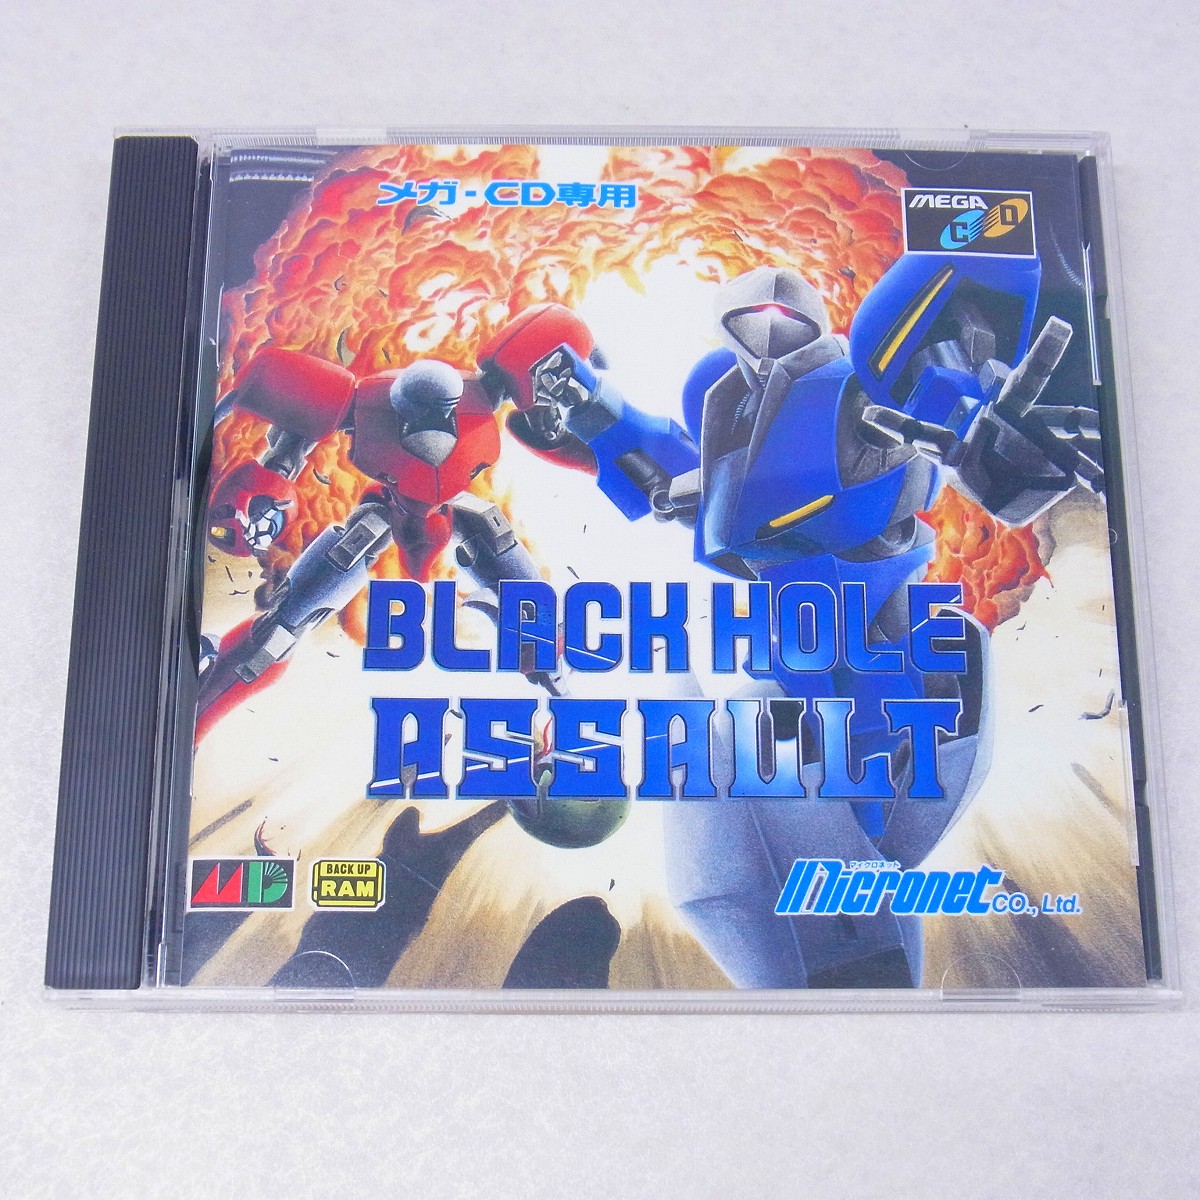 メガ-CD専用
MEGA
CD
BLACK HOLE
ASSAULT
MD
BACK UP
RAM
マイクロネット
Micronet CO., Ltd.